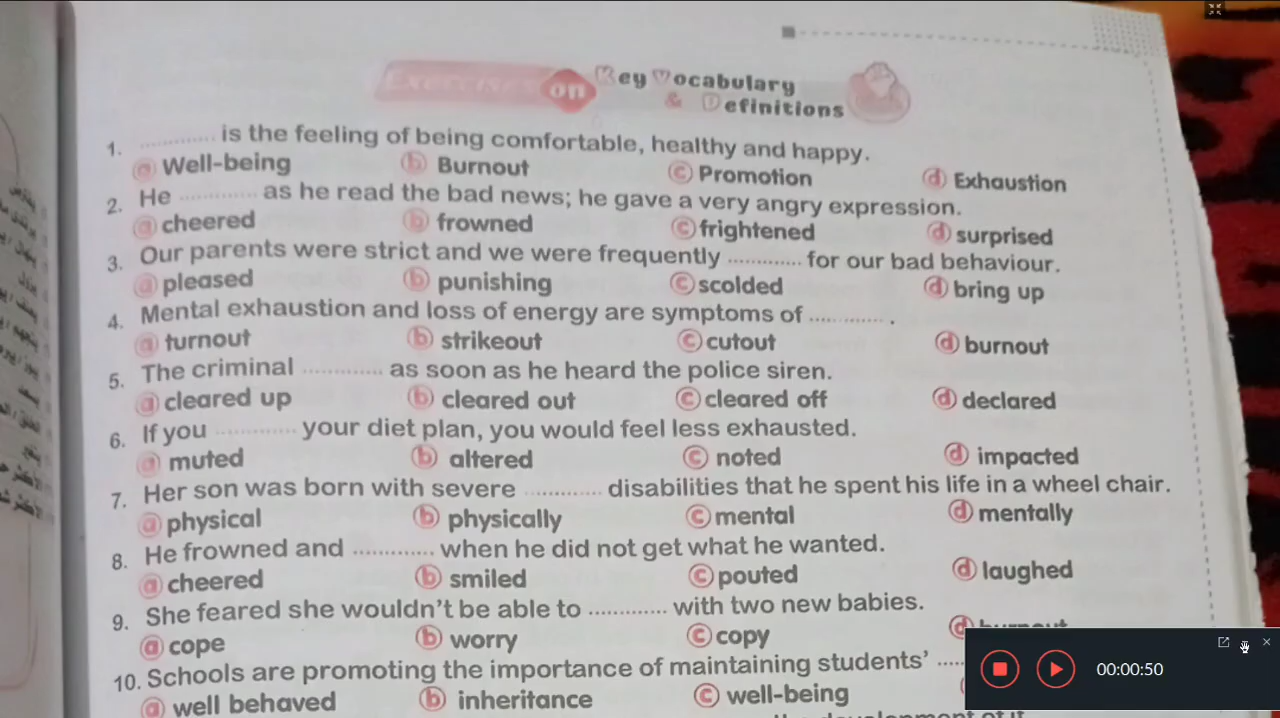 Exercises on Key Vocabulary
& Definitions
1. ............ is the feeling of being comfortable, healthy and happy.
a Well-being b Burnout c Promotion d Exhaustion
2. He ............ as he read the bad news; he gave a very angry expression.
a cheered b frowned c frightened d surprised
3. Our parents were strict and we were frequently ............ for our bad behaviour.
a pleased b punishing c scolded d bring up
4. Mental exhaustion and loss of energy are symptoms of ............ .
a turnout b strikeout c cutout d burnout
5. The criminal ............ as soon as he heard the police siren.
a cleared up b cleared out c cleared off d declared
6. If you ............ your diet plan, you would feel less exhausted.
a muted b altered c noted d impacted
7. Her son was born with severe ............ disabilities that he spent his life in a wheel chair.
a physical b physically c mental d mentally
8. He frowned and ............ when he did not get what he wanted.
a cheered b smiled c pouted d laughed
9. She feared she wouldn't be able to ............ with two new babies.
a cope b worry c copy d
10. Schools are promoting the importance of maintaining students' .....
a well behaved b inheritance c well-being
the development of it
00:00:50